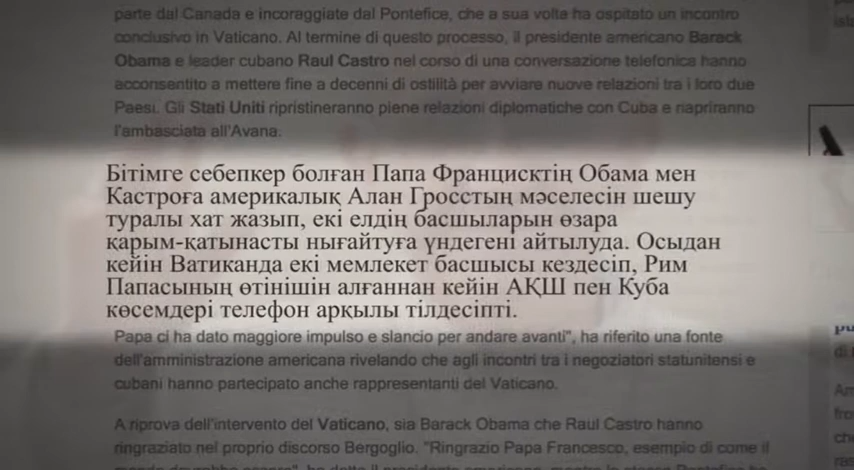 parte dal Canada e incoraggiate dal Pontefice, che a sua volta ha ospitato un incontro
conclusivo in Vaticano. Al termine di questo processo, il presidente americano Barack
Obama e leader cubano Raul Castro nel corso di una conversazione telefonica hanno
acconsentito a mettere fine a decenni di ostilità per avviare nuove relazioni tra i loro due
Paesi. Gli Stati Uniti ripristineranno piene relazioni diplomatiche con Cuba e riapriranno
l'ambasciata all'Avana.
Бітімге себепкер болған Папа Францисктің Обама мен
Кастроға америкалық Алан Гросстың мәселесін шешу
туралы хат жазып, екі елдің басшыларын өзара
қарым-қатынасты нығайтуға үндегені айтылуда. Осыдан
кейін Ватиканда екі мемлекет басшысы кездесіп, Рим
Папасының өтінішін алғаннан кейін АҚШ пен Куба
көсемдері телефон арқылы тілдесіпті.
Papa ci ha dato maggiore impulso e slancio per andare avanti", ha riferito una fonte
dell'amministrazione americana rivelando che agli incontri tra i negoziatori statunitensi e
cubani hanno partecipato anche rappresentanti del Vaticano.
A riprova dell'intervento del Vaticano, sia Barack Obama che Raul Castro hanno
ringraziato nel proprio discorso Bergoglio. "Ringrazio Papa Francesco, esempio di come il